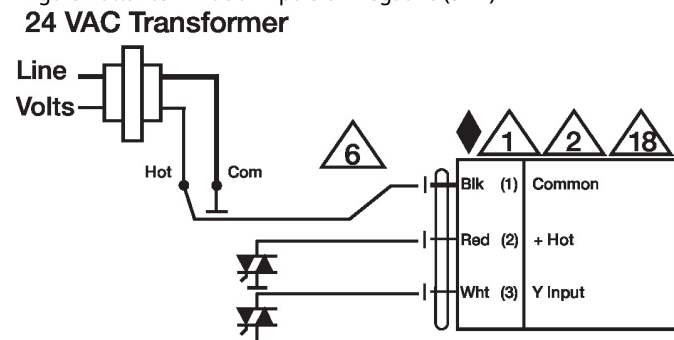 24 VAC Transformer
Line
Volts
Hot
Com
6
1
2
18
Blk (1) Common
Red (2) + Hot
Wht (3) Y Input